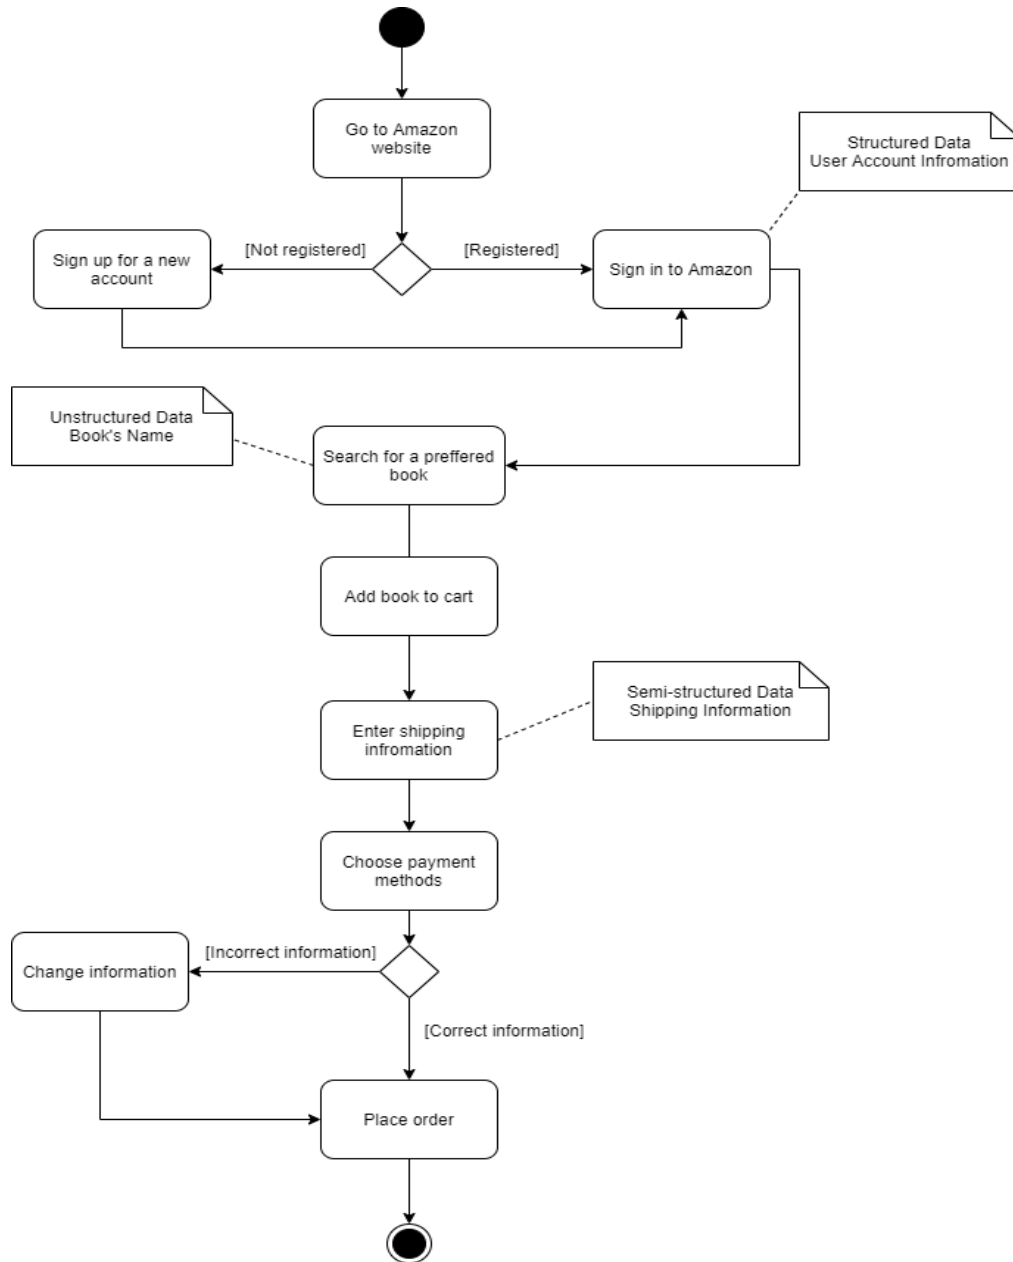 Go to Amazon
website
Structured Data
User Account Infromation
[Not registered]
[Registered]
Sign up for a new
account
Sign in to Amazon
Unstructured Data
Book's Name
Search for a preffered
book
Add book to cart
Semi-structured Data
Shipping Information
Enter shipping
infromation
Choose payment
methods
[Incorrect information]
Change information
[Correct information]
Place order